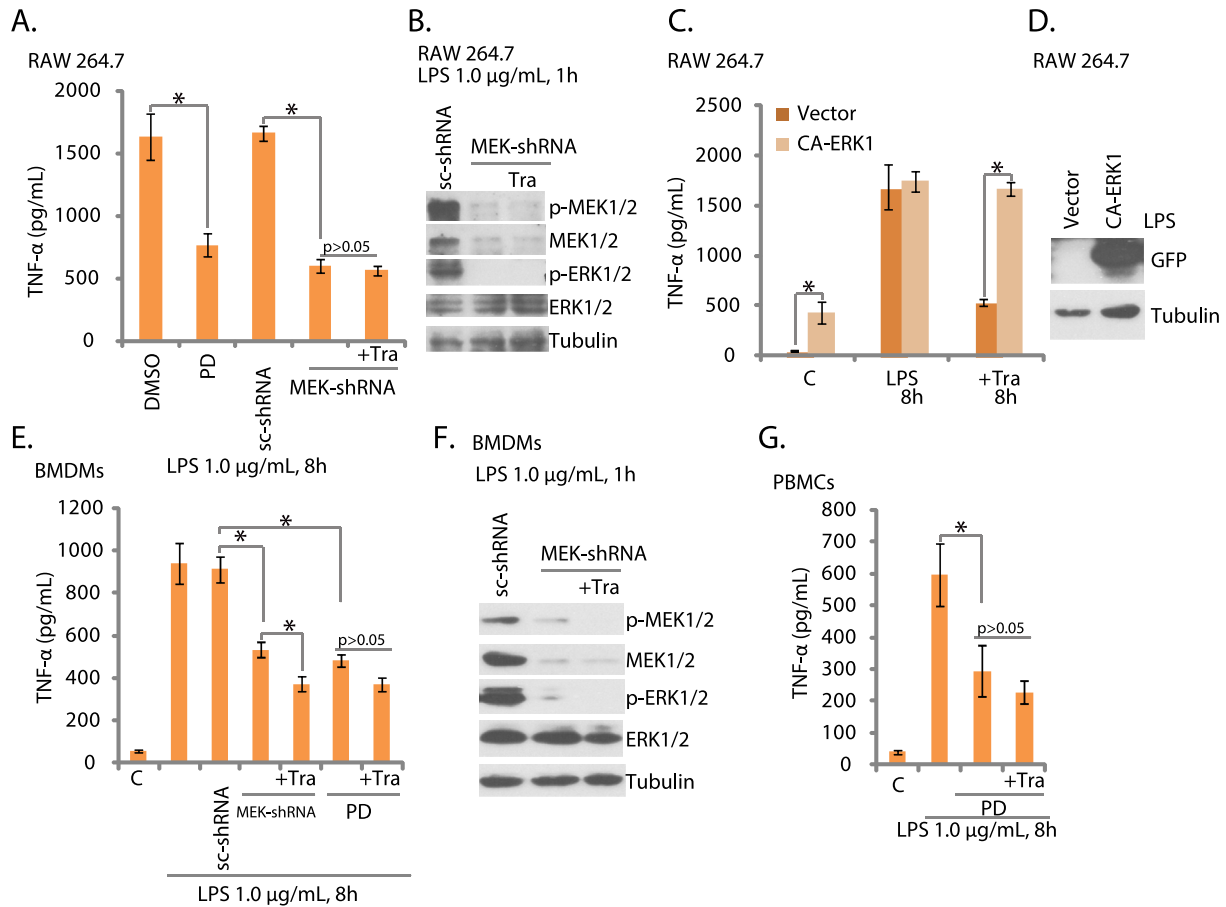 A.
RAW 264.7
TNF-α (pg/mL)
2000
1500
1000
500
0
*
*
p>0.05
DMSO
PD
sc-shRNA
+Tra
MEK-shRNA
LPS 1.0 µg/mL, 8h
B.
RAW 264.7
LPS 1.0 µg/mL, 1h
sc-shRNA
MEK-shRNA
Tra
p-MEK1/2
MEK1/2
p-ERK1/2
ERK1/2
Tubulin
C.
RAW 264.7
TNF-α (pg/mL)
2500
2000
1500
1000
500
0
Vector
CA-ERK1
*
*
C
LPS
8h
+Tra
8h
D.
RAW 264.7
Vector
CA-ERK1
LPS
GFP
Tubulin
E.
BMDMs
TNF-α (pg/mL)
1200
1000
800
600
400
200
0
*
*
*
p>0.05
C
sc-shRNA
+Tra
+Tra
MEK-shRNA
PD
LPS 1.0 µg/mL, 8h
F.
BMDMs
LPS 1.0 µg/mL, 1h
sc-shRNA
MEK-shRNA
+Tra
p-MEK1/2
MEK1/2
p-ERK1/2
ERK1/2
Tubulin
G.
PBMCs
TNF-α (pg/mL)
800
700
600
500
400
300
200
100
0
*
p>0.05
C
+Tra
PD
LPS 1.0 µg/mL, 8h